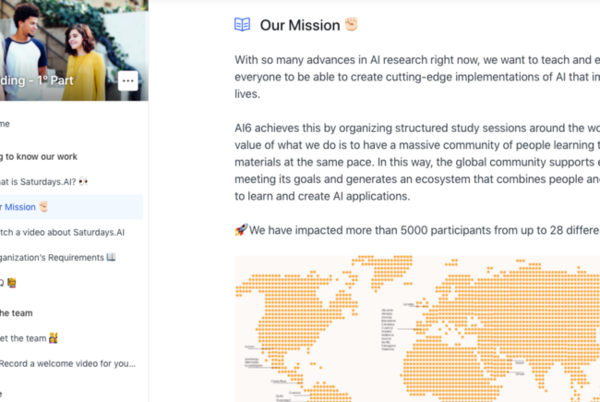 ding - 1º Part
me
g to know our work
at is Saturdays.AI? 👀
r Mission ✊🏻
tch a video about Saturdays.AI
ganization's Requirements 📖
he team
et the team
Record a welcome video for you...
e
Our Mission ✊🏻
With so many advances in AI research right now, we want to teach and e
everyone to be able to create cutting-edge implementations of AI that im
lives.
AI6 achieves this by organizing structured study sessions around the wo
value of what we do is to have a massive community of people learning t
materials at the same pace. In this way, the global community supports e
meeting its goals and generates an ecosystem that combines people an
to learn and create AI applications.
🚀We have impacted more than 5000 participants from up to 28 differe